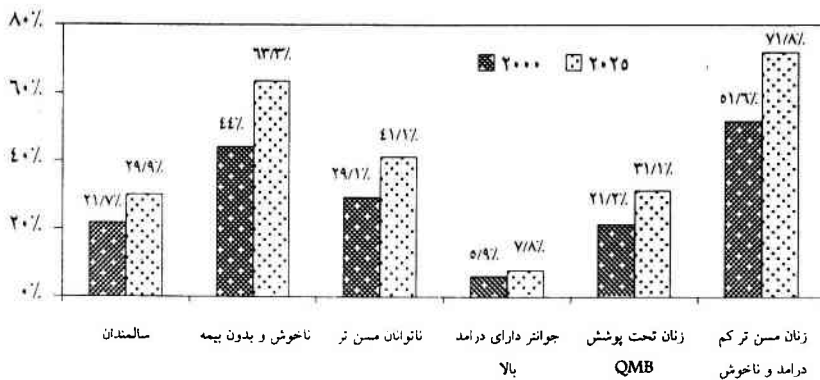 ۸۰٪
۶۰٪
۴۰٪
۲۰٪
۰٪
۲۰۰۰
۲۰۲۵
۲۱/۷٪
۲۹/۹٪
۴۴٪
۶۳/۳٪
۲۹/۱٪
۴۱/۱٪
۵/۹٪
۷/۸٪
۲۱/۲٪
۳۱/۱٪
۵۱/۶٪
۷۱/۸٪
سالمندان
ناخوش و بدون بیمه
ناتوانان مسن تر
جوانتر دارای درامد
بالا
زنان تحت پوشش
QMB
زنان مسن تر کم
درامد و ناخوش